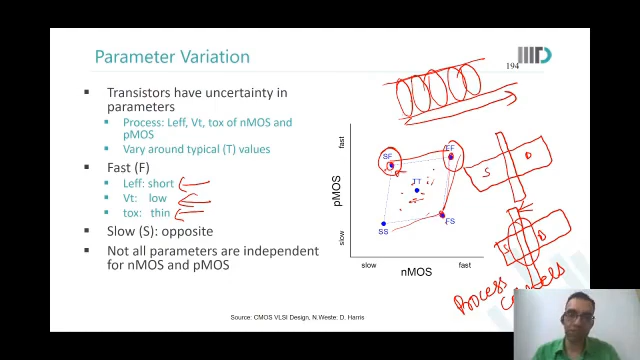 Parameter Variation
194
▪ Transistors have uncertainty in parameters
▪ Process: Leff, Vt, tox of nMOS and pMOS
▪ Vary around typical (T) values
▪ Fast (F)
▪ Leff: short
▪ Vt: low
▪ tox: thin
▪ Slow (S): opposite
▪ Not all parameters are independent for nMOS and pMOS
fast
pMOS
slow
SF
FF
TT
SS
FS
slow
fast
nMOS
S D
S D
Process
Corners
Source: CMOS VLSI Design, N.Weste: D. Harris